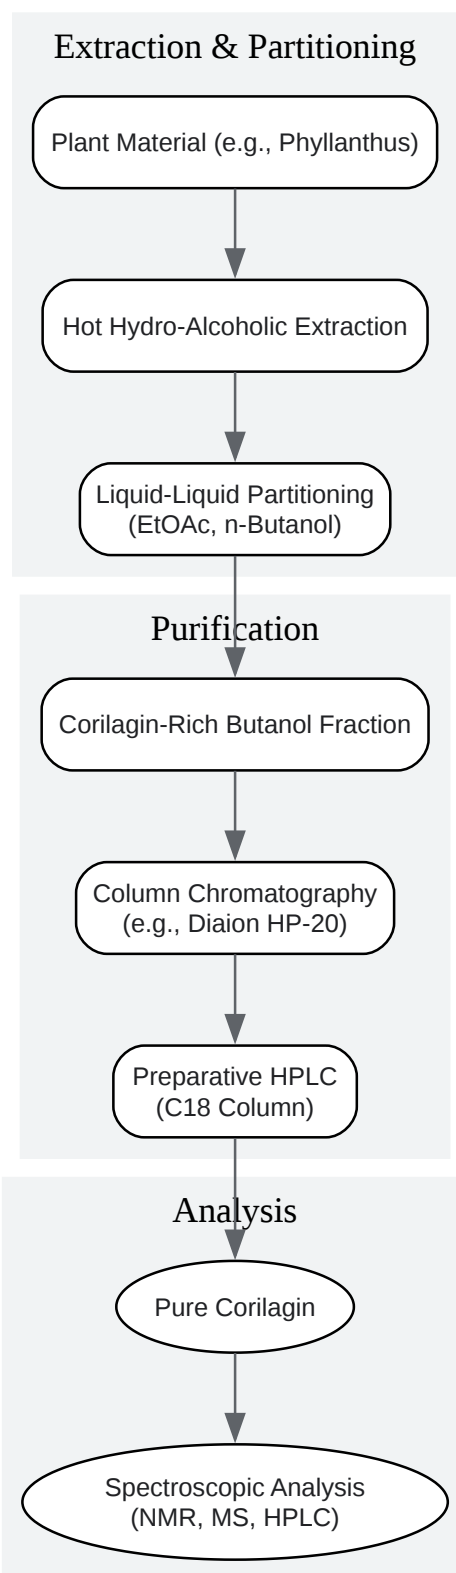 Extraction & Partitioning
Plant Material (e.g., Phyllanthus)
Hot Hydro-Alcoholic Extraction
Liquid-Liquid Partitioning
(EtOAc, n-Butanol)
Purification
Corilagin-Rich Butanol Fraction
Column Chromatography
(e.g., Diaion HP-20)
Preparative HPLC
(C18 Column)
Analysis
Pure Corilagin
Spectroscopic Analysis
(NMR, MS, HPLC)